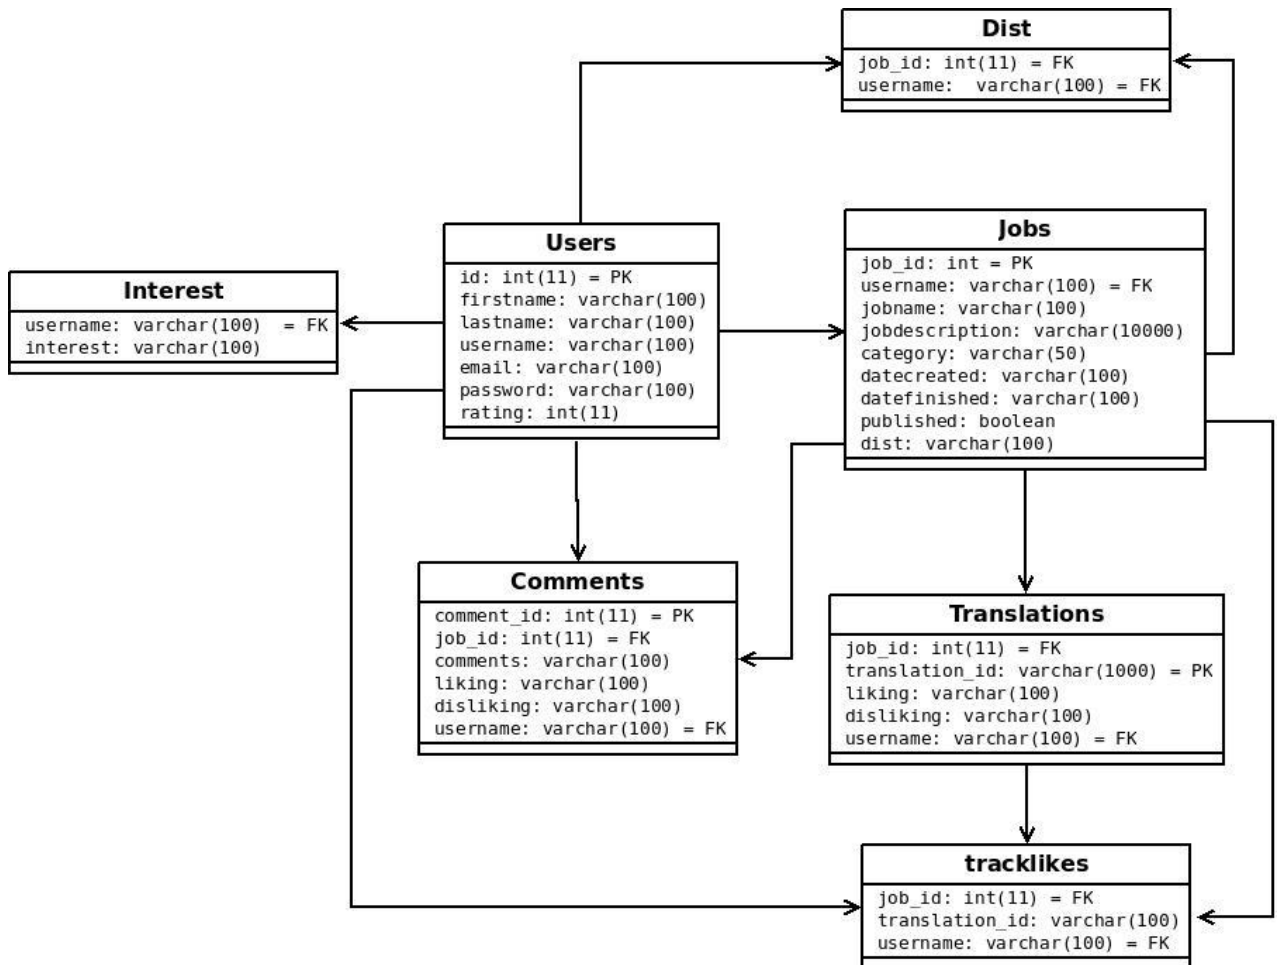 Dist
job_id: int(11) = FK
username:  varchar(100) = FK
Users
id: int(11) = PK
firstname: varchar(100)
lastname: varchar(100)
username: varchar(100)
email: varchar(100)
password: varchar(100)
rating: int(11)
Jobs
job_id: int = PK
username: varchar(100) = FK
jobname: varchar(100)
jobdescription: varchar(10000)
category: varchar(50)
datecreated: varchar(100)
datefinished: varchar(100)
published: boolean
dist: varchar(100)
Interest
username: varchar(100)  = FK
interest: varchar(100)
Comments
comment_id: int(11) = PK
job_id: int(11) = FK
comments: varchar(100)
liking: varchar(100)
disliking: varchar(100)
username: varchar(100) = FK
Translations
job_id: int(11) = FK
translation_id: varchar(1000) = PK
liking: varchar(100)
disliking: varchar(100)
username: varchar(100) = FK
tracklikes
job_id: int(11) = FK
translation_id: varchar(100)
username: varchar(100) = FK